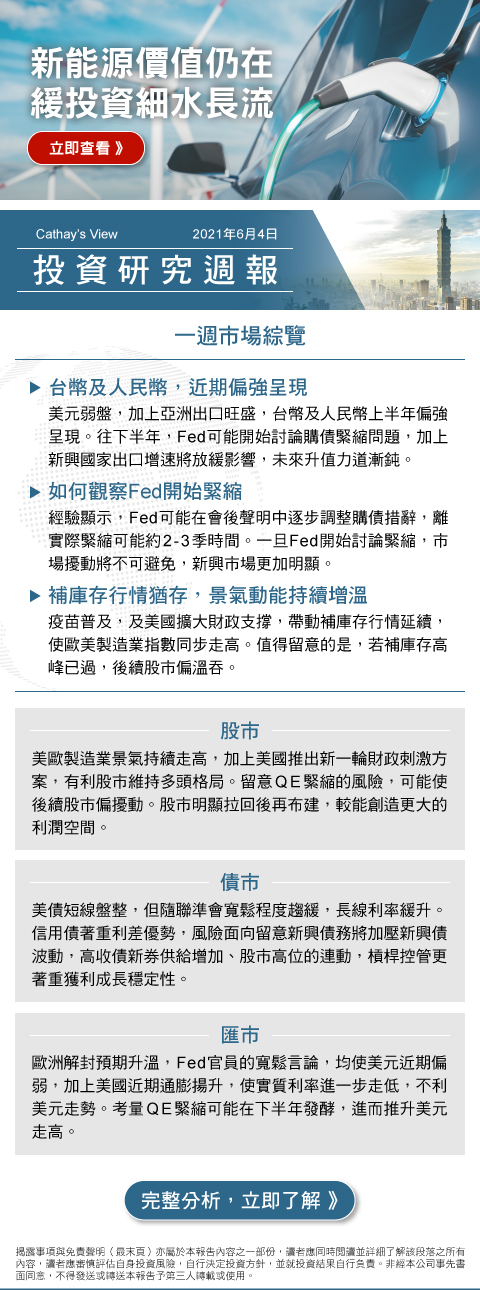 新能源價值仍在
緩投資細水長流
立即查看 》
Cathay's View 2021年6月4日
投資研究週報
一週市場綜覽
台幣及人民幣，近期偏強呈現
美元弱盤，加上亞洲出口旺盛，台幣及人民幣上半年偏強
呈現。往下半年，Fed可能開始討論購債緊縮問題，加上
新興國家出口增速將放緩影響，未來升值力道漸鈍。
如何觀察Fed開始緊縮
經驗顯示，Fed可能在會後聲明中逐步調整購債措辭，離
實際緊縮可能約2-3季時間。一旦Fed開始討論緊縮，市
場擾動將不可避免，新興市場更加明顯。
補庫存行情猶存，景氣動能持續增溫
疫苗普及，及美國擴大財政支撐，帶動補庫存行情延續，
使歐美製造業指數同步走高。值得留意的是，若補庫存高
峰已過，後續股市偏溫吞。
股市
美歐製造業景氣持續走高，加上美國推出新一輪財政刺激方
案，有利股市維持多頭格局。留意QE緊縮的風險，可能使
後續股市偏擾動。股市明顯拉回後再布建，較能創造更大的
利潤空間。
債市
美債短線盤整，但隨聯準會寬鬆程度趨緩，長線利率緩升。
信用債著重利差優勢，風險面向留意新興債務將加壓新興債
波動，高收債新券供給增加、股市高位的連動，槓桿控管更
著重獲利成長穩定性。
匯市
歐洲解封預期升溫，Fed官員的寬鬆言論，均使美元近期偏
弱，加上美國近期通膨揚升，使實質利率進一步走低，不利
美元走勢。考量QE緊縮可能在下半年發酵，進而推升美元
走高。
完整分析，立即了解 》
揭露事項與免責聲明（最末頁）亦屬於本報告內容之一部份，讀者應同時閱讀並詳細了解該段落之所有
內容，讀者應審慎評估自身投資風險，自行決定投資方針，並就投資結果自行負責。非經本公司事先書
面同意，不得發送或轉送本報告予第三人轉載或使用。